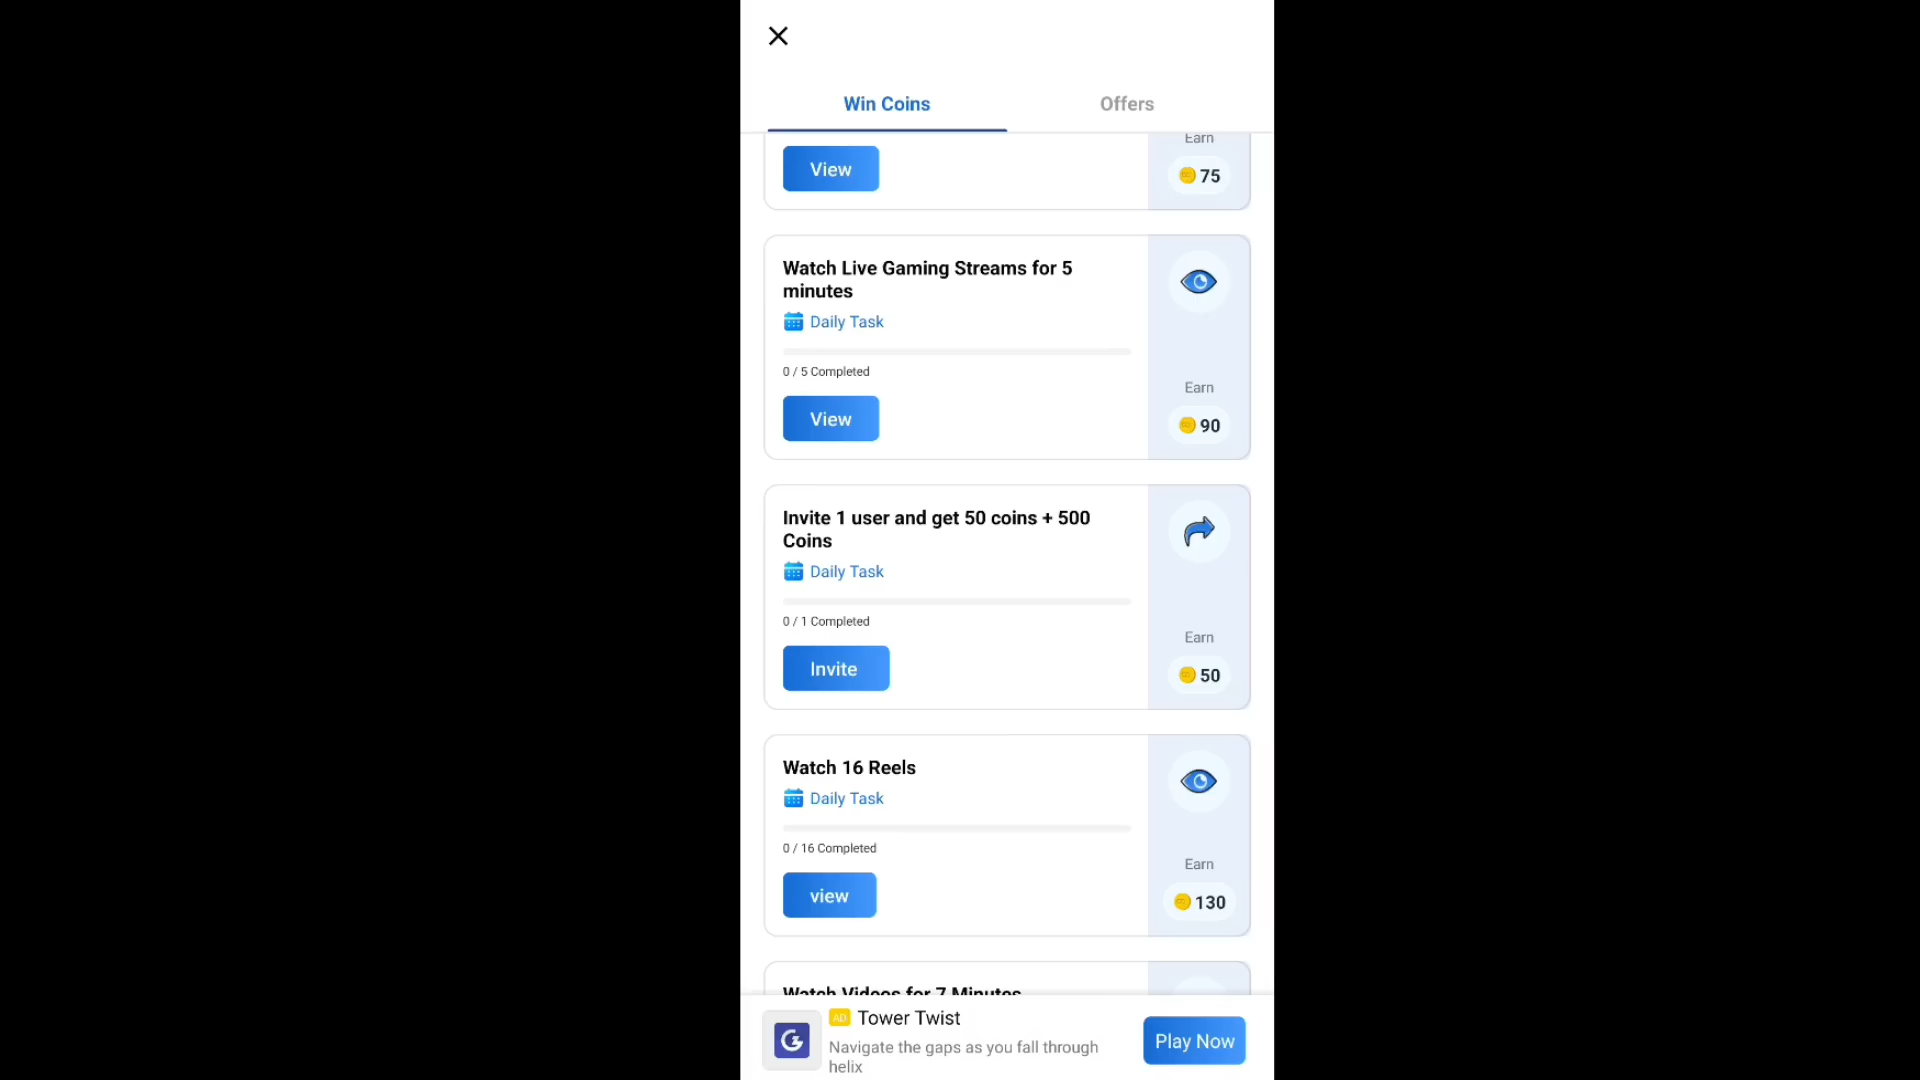 Win Coins
Offers
Earn
View
75
Watch Live Gaming Streams for 5
minutes
Daily Task
0 / 5 Completed
Earn
View
90
Invite 1 user and get 50 coins + 500
Coins
Daily Task
0 / 1 Completed
Earn
Invite
50
Watch 16 Reels
Daily Task
0 / 16 Completed
Earn
view
130
Watch Videos for 7 Minutes
AD Tower Twist
Navigate the gaps as you fall through
helix
Play Now